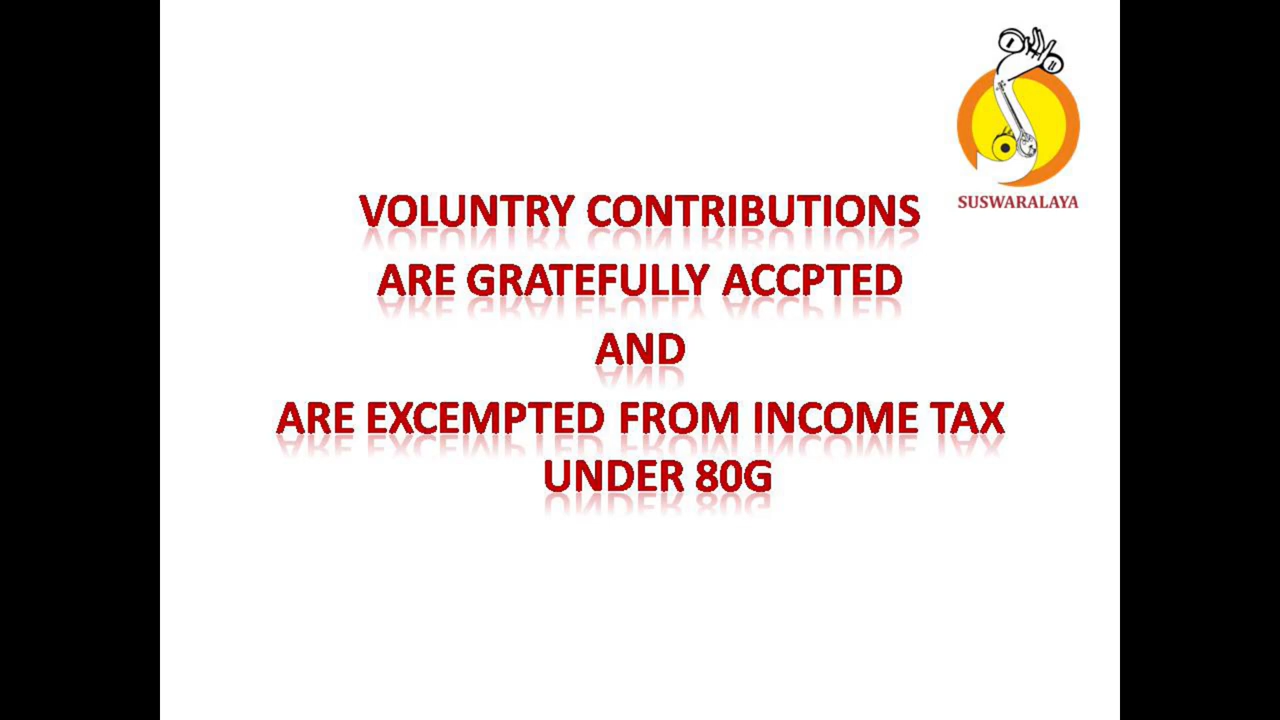 SUSWARALAYA
VOLUNTRY CONTRIBUTIONS
ARE GRATEFULLY ACCPTED
AND
ARE EXCEMPTED FROM INCOME TAX
UNDER 80G